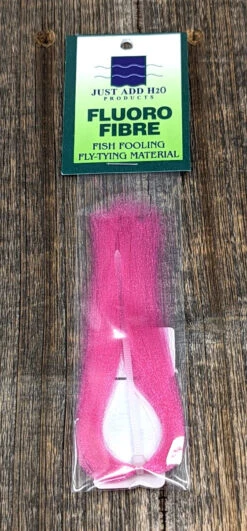 JUST ADD H2O
PRODUCTS
FLUORO
FIBRE
FISH FOOLING
FLY-TYING MATERIAL